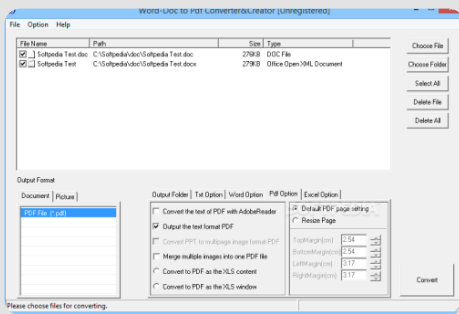 Word-Doc to Pdf Converter&Creator [Unregistered]
File Option Help
File Name Path Size Type
Softpedia Test.doc C:\Softpedia\doc\Softpedia Test.doc 276KB DOC File
Softpedia Test C:\Softpedia\doc\Softpedia Test.docx 279KB Office Open XML Document
Choose File
Choose Folder
Select All
Delete File
Delete All
Output Format
Document Picture
PDF File (*.pdf)
Output Folder Txt Option Word Option Pdf Option Excel Option
Convert the text of PDF with AdobeReader
Output the text format PDF
Convert PPT to multipage image format PDF
Merge multiple images into one PDF file
Convert to PDF as the XLS content
Convert to PDF as the XLS window
Default PDF page setting
Resize Page
TopMargin(cm) 2.54
BottomMargin(cm) 2.54
LeftMargin(cm) 3.17
RightMargin(cm) 3.17
Convert
Please choose files for converting.